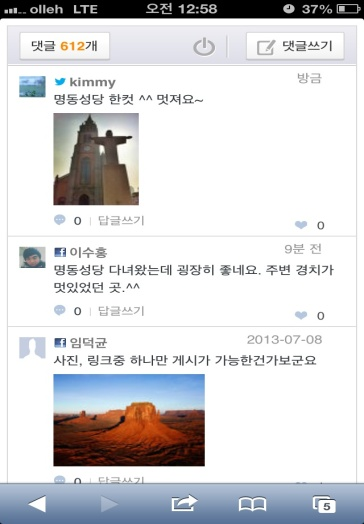 olleh LTE 오전 12:58 37%
댓글 612개 댓글쓰기
kimmy 방금
명동성당 한컷 ^^ 멋져요~
0 답글쓰기 0
이수홍 9분 전
명동성당 다녀왔는데 굉장히 좋네요. 주변 경치가
멋있었던 곳.^^
0 답글쓰기 0
임덕균 2013-07-08
사진, 링크중 하나만 게시가 가능한건가보군요
0 답글쓰기
5